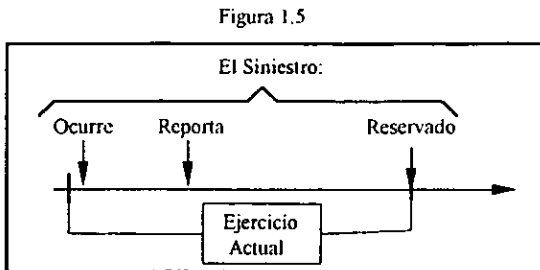 Figura 1.5
El Siniestro:
Ocurre Reporta Reservado
Ejercicio
Actual